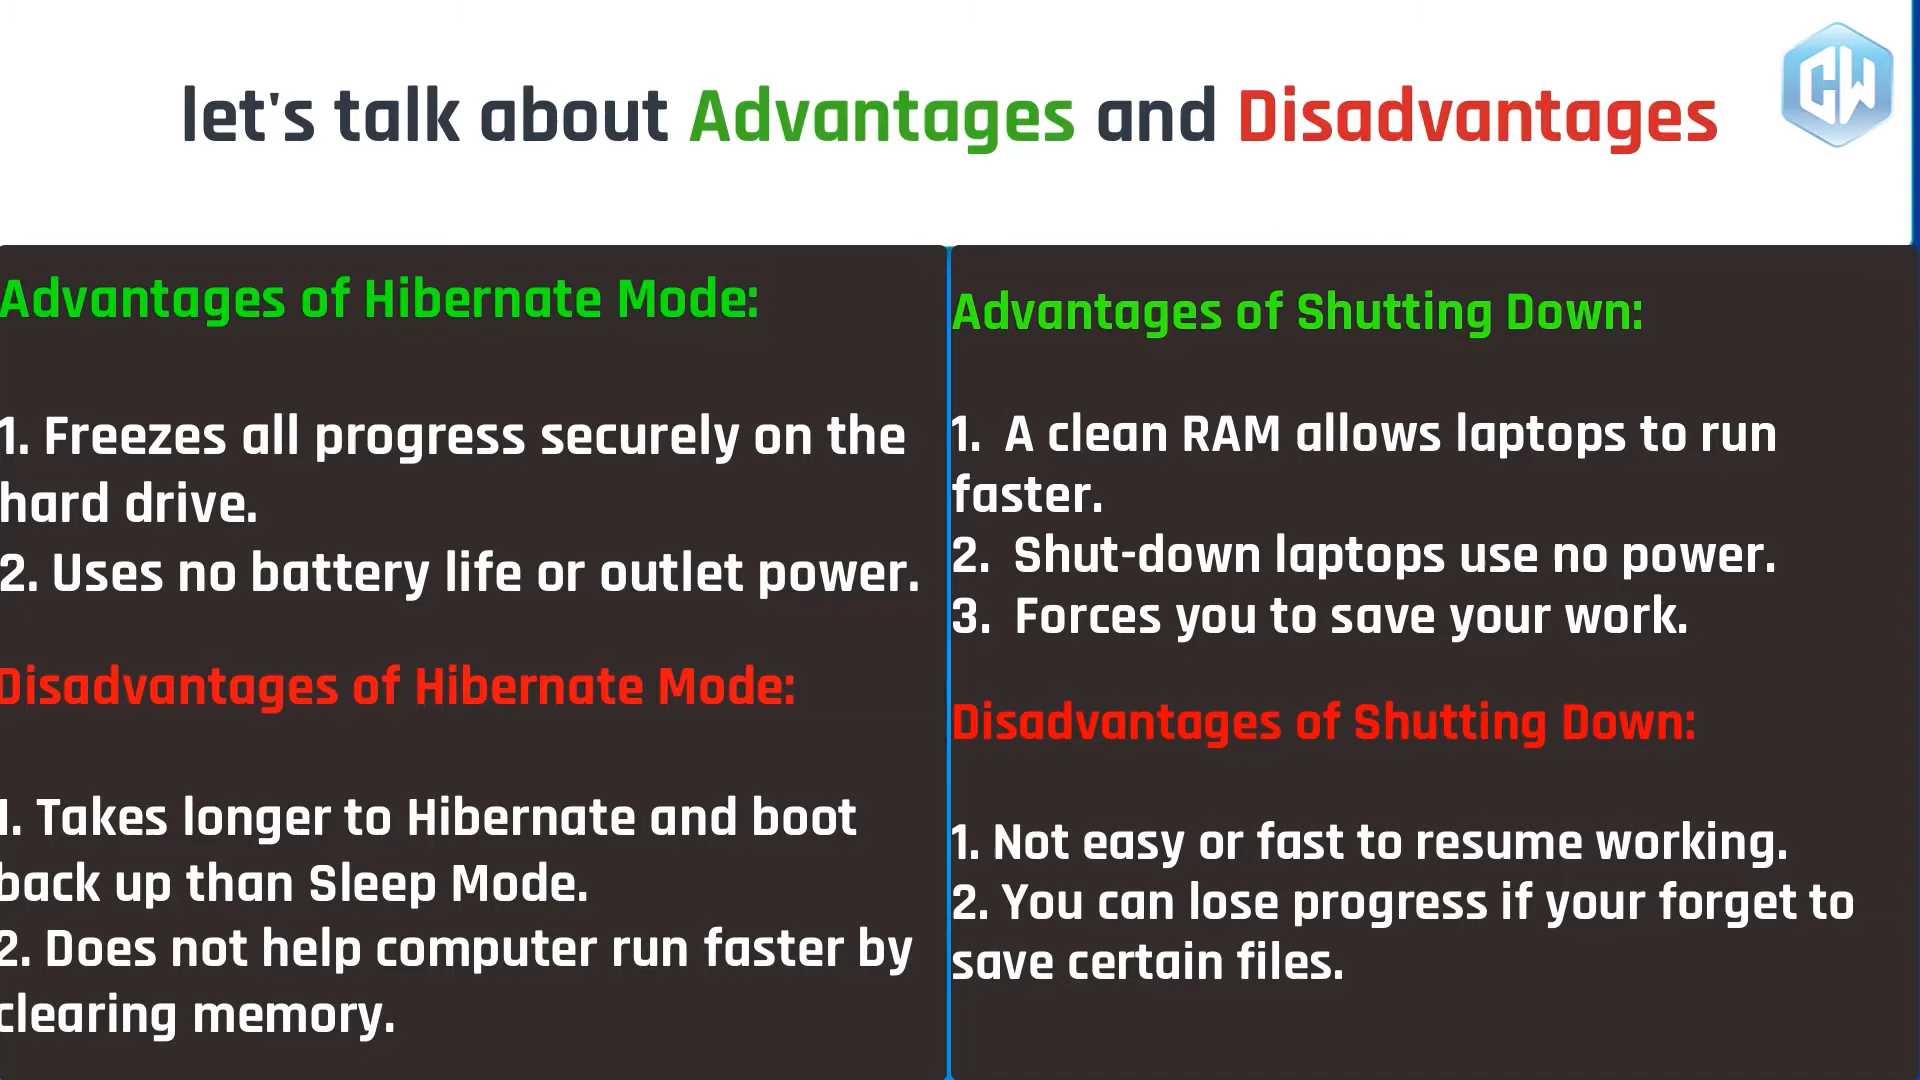 let's talk about Advantages and Disadvantages
CW
Advantages of Hibernate Mode:
1. Freezes all progress securely on the
hard drive.
2. Uses no battery life or outlet power.
Disadvantages of Hibernate Mode:
1. Takes longer to Hibernate and boot
back up than Sleep Mode.
2. Does not help computer run faster by
clearing memory.
Advantages of Shutting Down:
1. A clean RAM allows laptops to run
faster.
2. Shut-down laptops use no power.
3. Forces you to save your work.
Disadvantages of Shutting Down:
1. Not easy or fast to resume working.
2. You can lose progress if your forget to
save certain files.